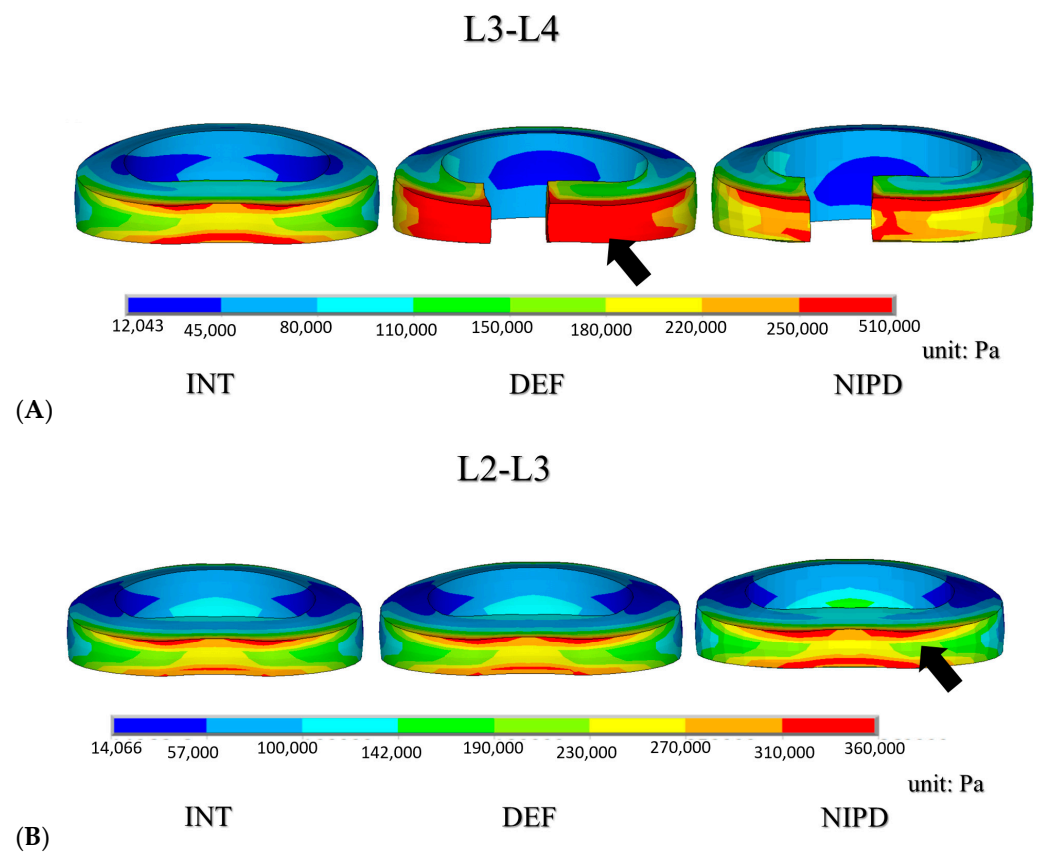 L3-L4
12,043 45,000 80,000 110,000 150,000 180,000 220,000 250,000 510,000
unit: Pa
INT DEF NIPD
(A)
L2-L3
14,066 57,000 100,000 142,000 190,000 230,000 270,000 310,000 360,000
unit: Pa
INT DEF NIPD
(B)